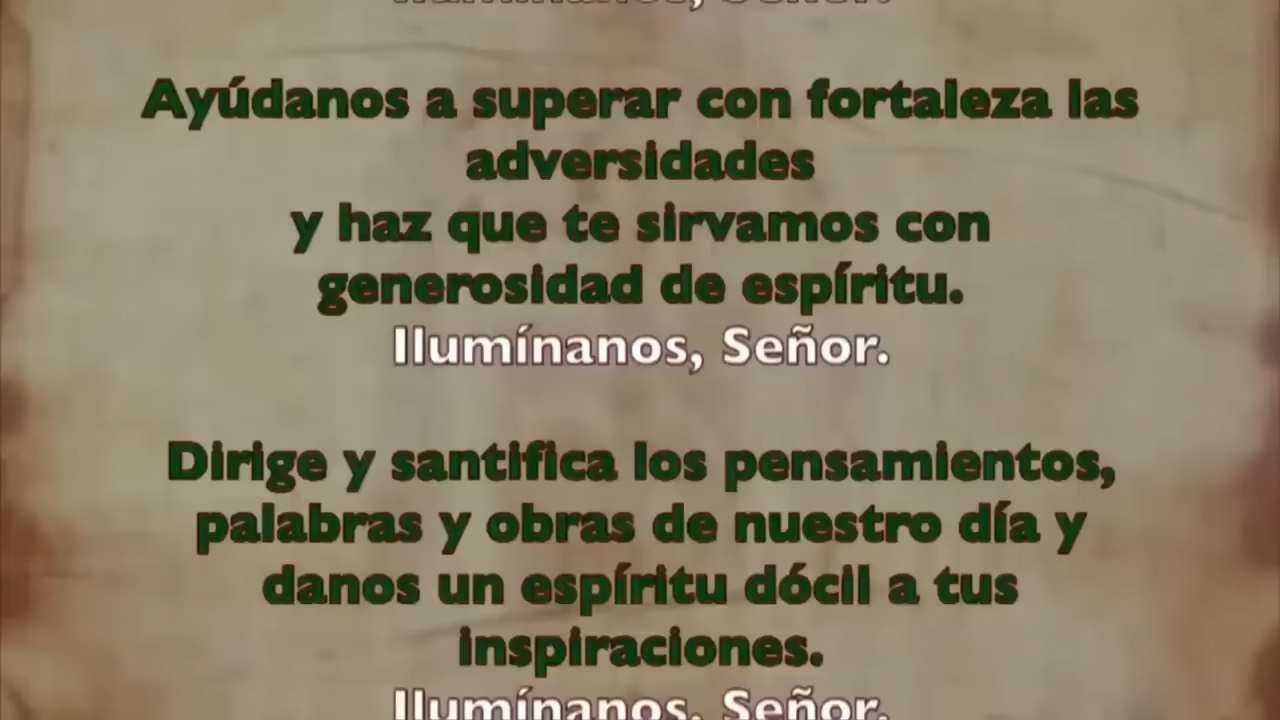 Ilumínanos, Señor.
Ayúdanos a superar con fortaleza las
adversidades
y haz que te sirvamos con
generosidad de espíritu.
Ilumínanos, Señor.
Dirige y santifica los pensamientos,
palabras y obras de nuestro día y
danos un espíritu dócil a tus
inspiraciones.
Ilumínanos, Señor.